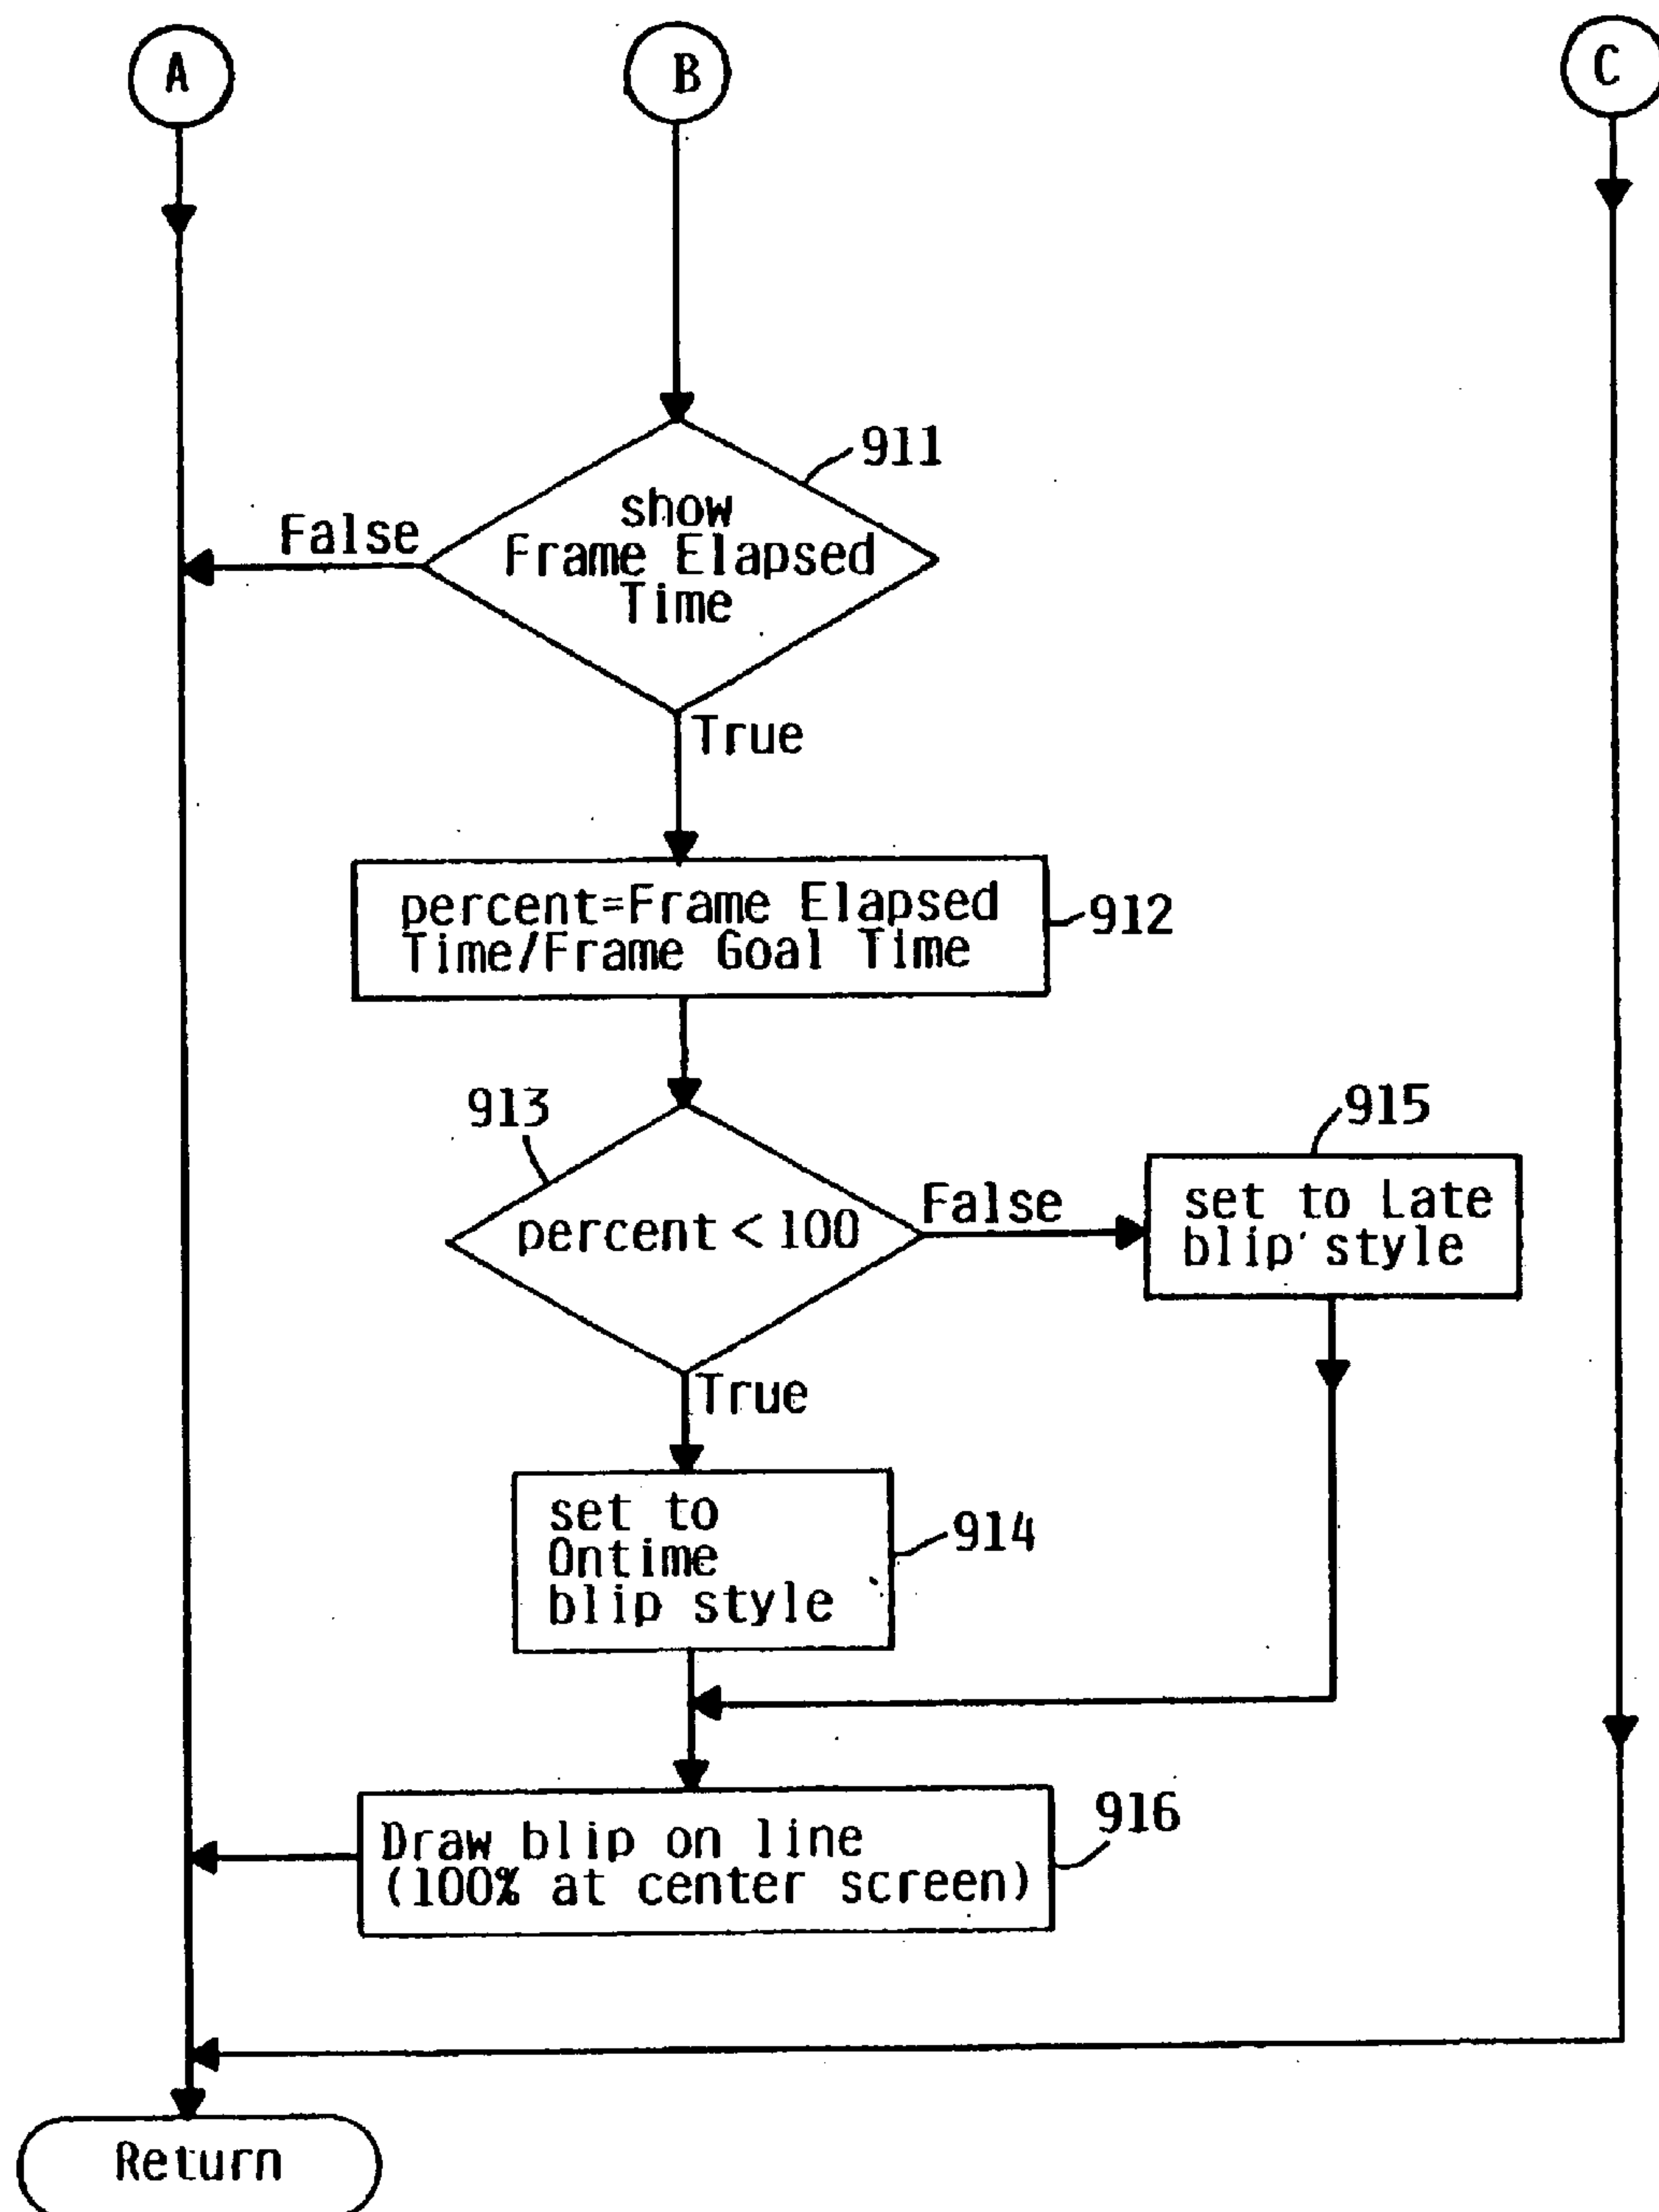 A
B
C
911
show
Frame Elapsed
Time
False
True
percent=Frame Elapsed
Time/Frame Goal Time
912
913
percent < 100
False
True
915
set to Late
blip style
set to
Ontime
blip style
914
Draw blip on line
(100% at center screen)
916
Return